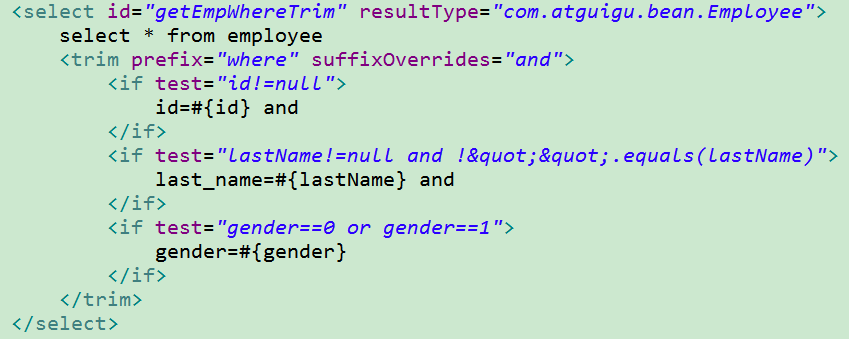 <select id="getEmpWhereTrim" resultType="com.atguigu.bean.Employee">
    select * from employee
    <trim prefix="where" suffixOverrides="and">
        <if test="id!=null">
            id=#{id} and
        </if>
        <if test="lastName!=null and !&quot;&quot;.equals(lastName)">
            last_name=#{lastName} and
        </if>
        <if test="gender==0 or gender==1">
            gender=#{gender}
        </if>
    </trim>
</select>